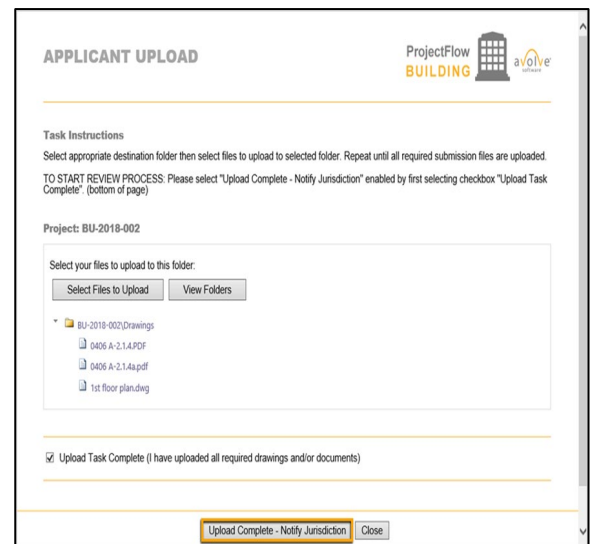 APPLICANT UPLOAD
ProjectFlow
BUILDING
avolve
software
Task Instructions
Select appropriate destination folder then select files to upload to selected folder. Repeat until all required submission files are uploaded.
TO START REVIEW PROCESS: Please select "Upload Complete - Notify Jurisdiction" enabled by first selecting checkbox "Upload Task
Complete". (bottom of page)
Project: BU-2018-002
Select your files to upload to this folder:
Select Files to Upload
View Folders
BU-2018-002\Drawings
0406 A-2.1.4.PDF
0406 A-2.1.4a.pdf
1st floor plan.dwg
Upload Task Complete (I have uploaded all required drawings and/or documents)
Upload Complete - Notify Jurisdiction
Close